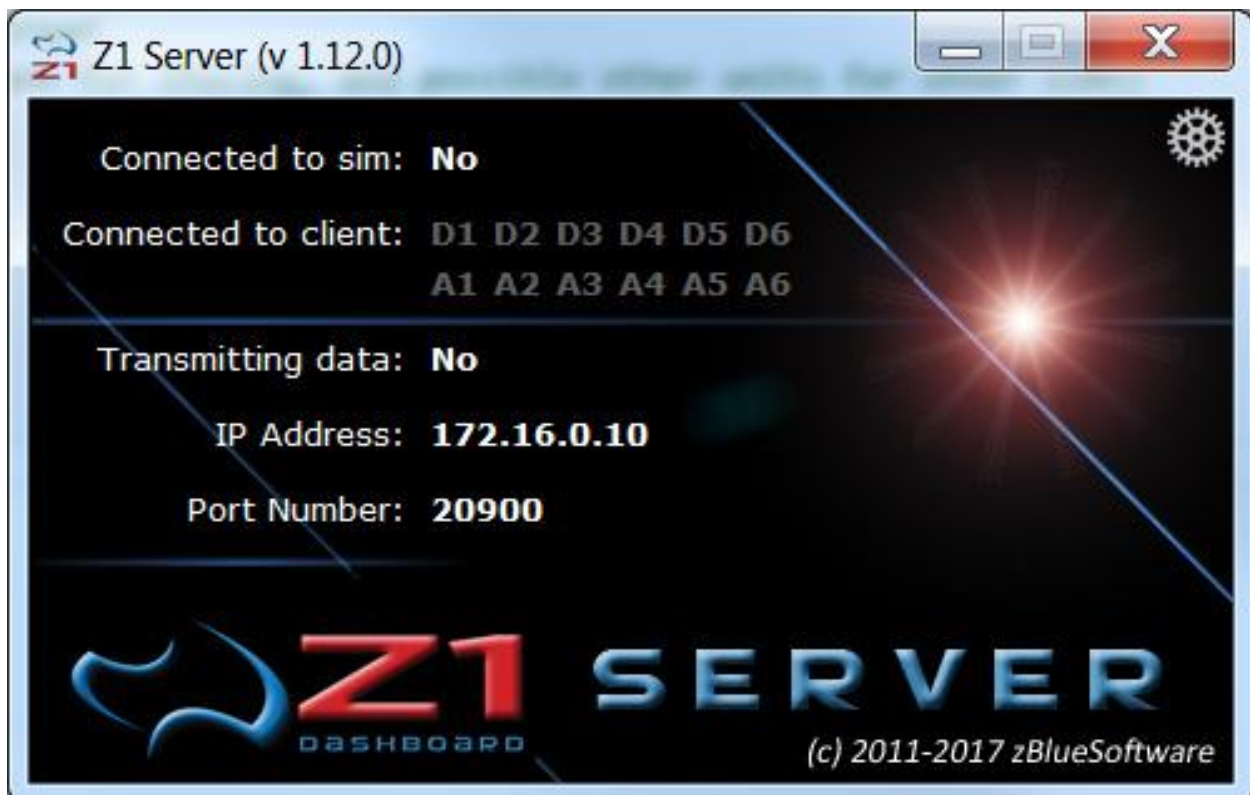 Z1 Server (v 1.12.0)
Connected to sim: No
Connected to client: D1 D2 D3 D4 D5 D6
A1 A2 A3 A4 A5 A6
Transmitting data: No
IP Address: 172.16.0.10
Port Number: 20900
Z1 SERVER
DASHBOARD
(c) 2011-2017 zBlueSoftware